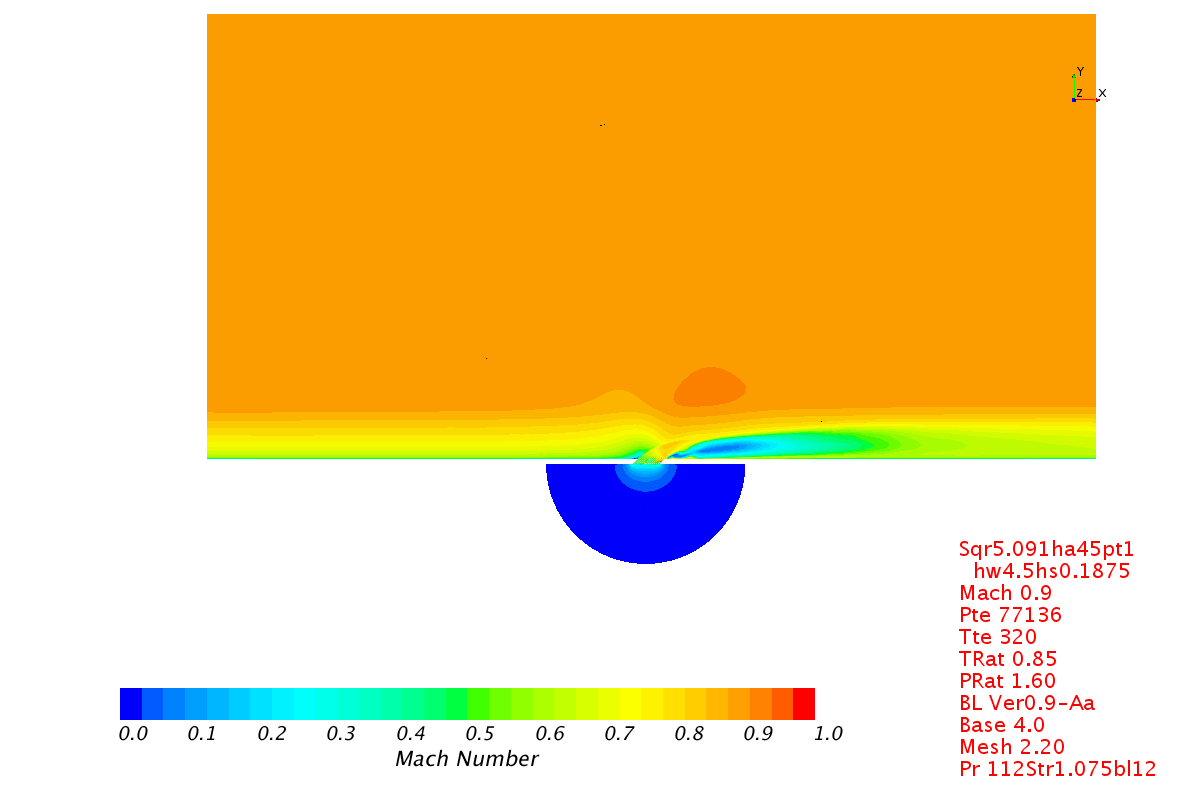 Y
Z X
Sqr5.091ha45pt1
hw4.5hs0.1875
Mach 0.9
Pte 77136
Tte 320
TRat 0.85
PRat 1.60
BL Ver0.9-Aa
Base 4.0
Mesh 2.20
Pr 112Str1.075bl12
0.0 0.1 0.2 0.3 0.4 0.5 0.6 0.7 0.8 0.9 1.0
Mach Number